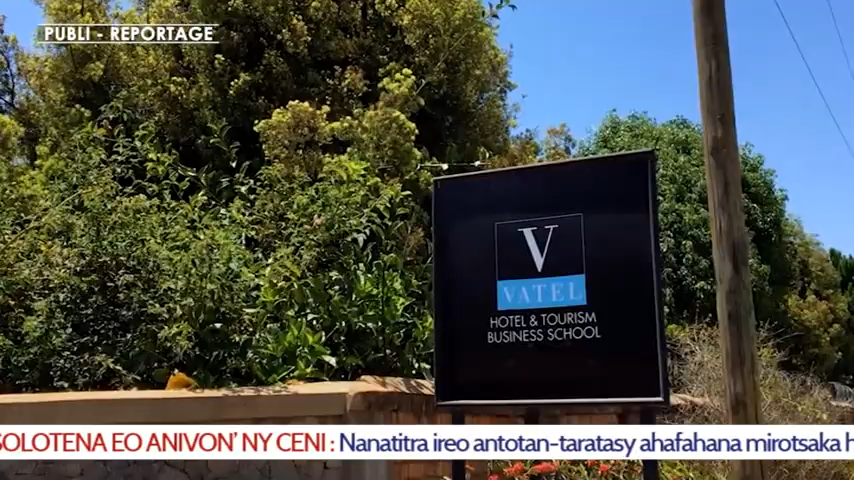 PUBLI - REPORTAGE
V
VATEL
HOTEL & TOURISM
BUSINESS SCHOOL
SOLOTENA EO ANIVON' NY CENI : Nanatitra ireo antotan-taratasy ahafahana mirotsaka